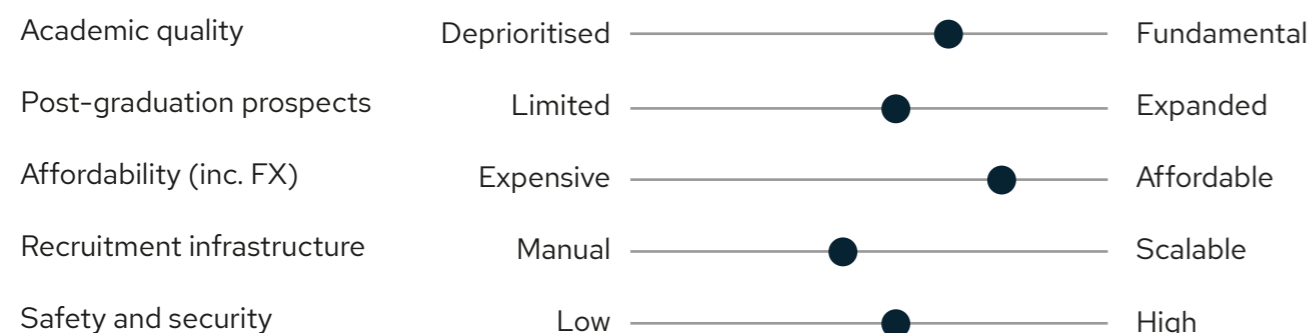 Academic quality Deprioritised Fundamental
Post-graduation prospects Limited Expanded
Affordability (inc. FX) Expensive Affordable
Recruitment infrastructure Manual Scalable
Safety and security Low High